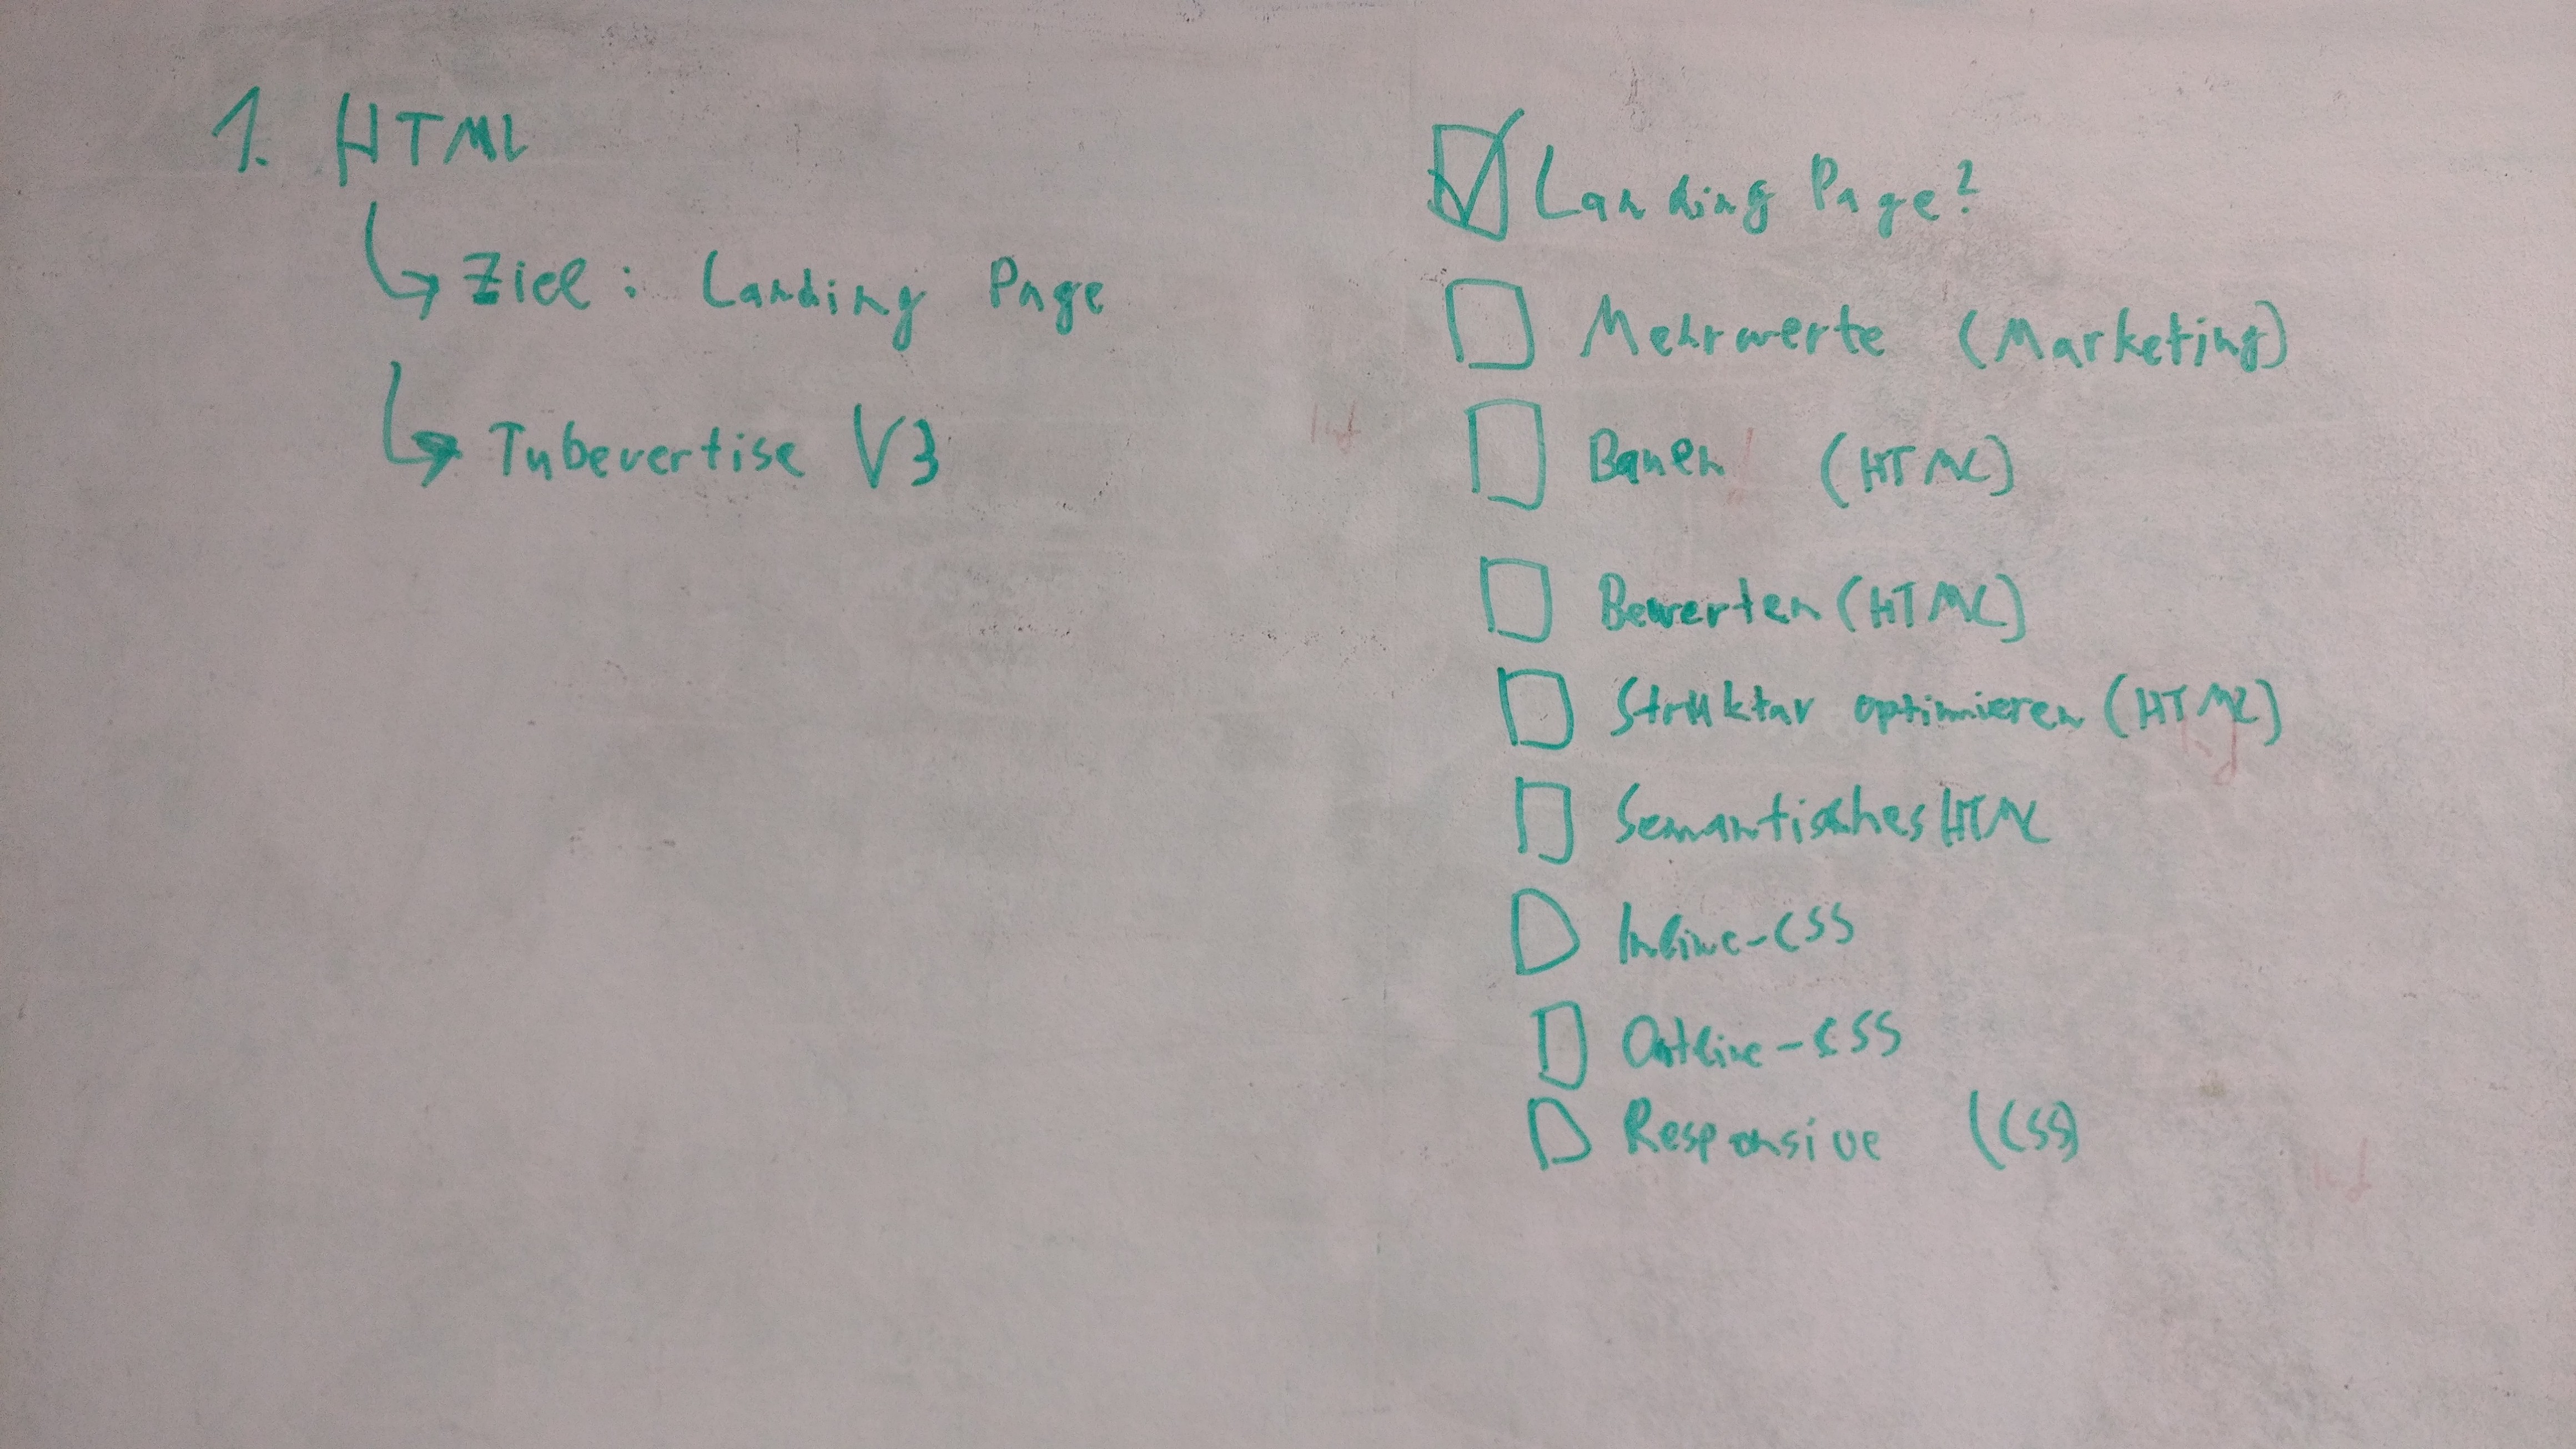 1. HTML
Ziel: Landing Page
Tubevertise V3
Landing Page?
Mehrwerte (Marketing)
Bauen (HTML)
Bewerten (HTML)
Struktur optimieren (HTML)
Semantisches HTML
Inline-CSS
Outline-CSS
Responsive (CSS)